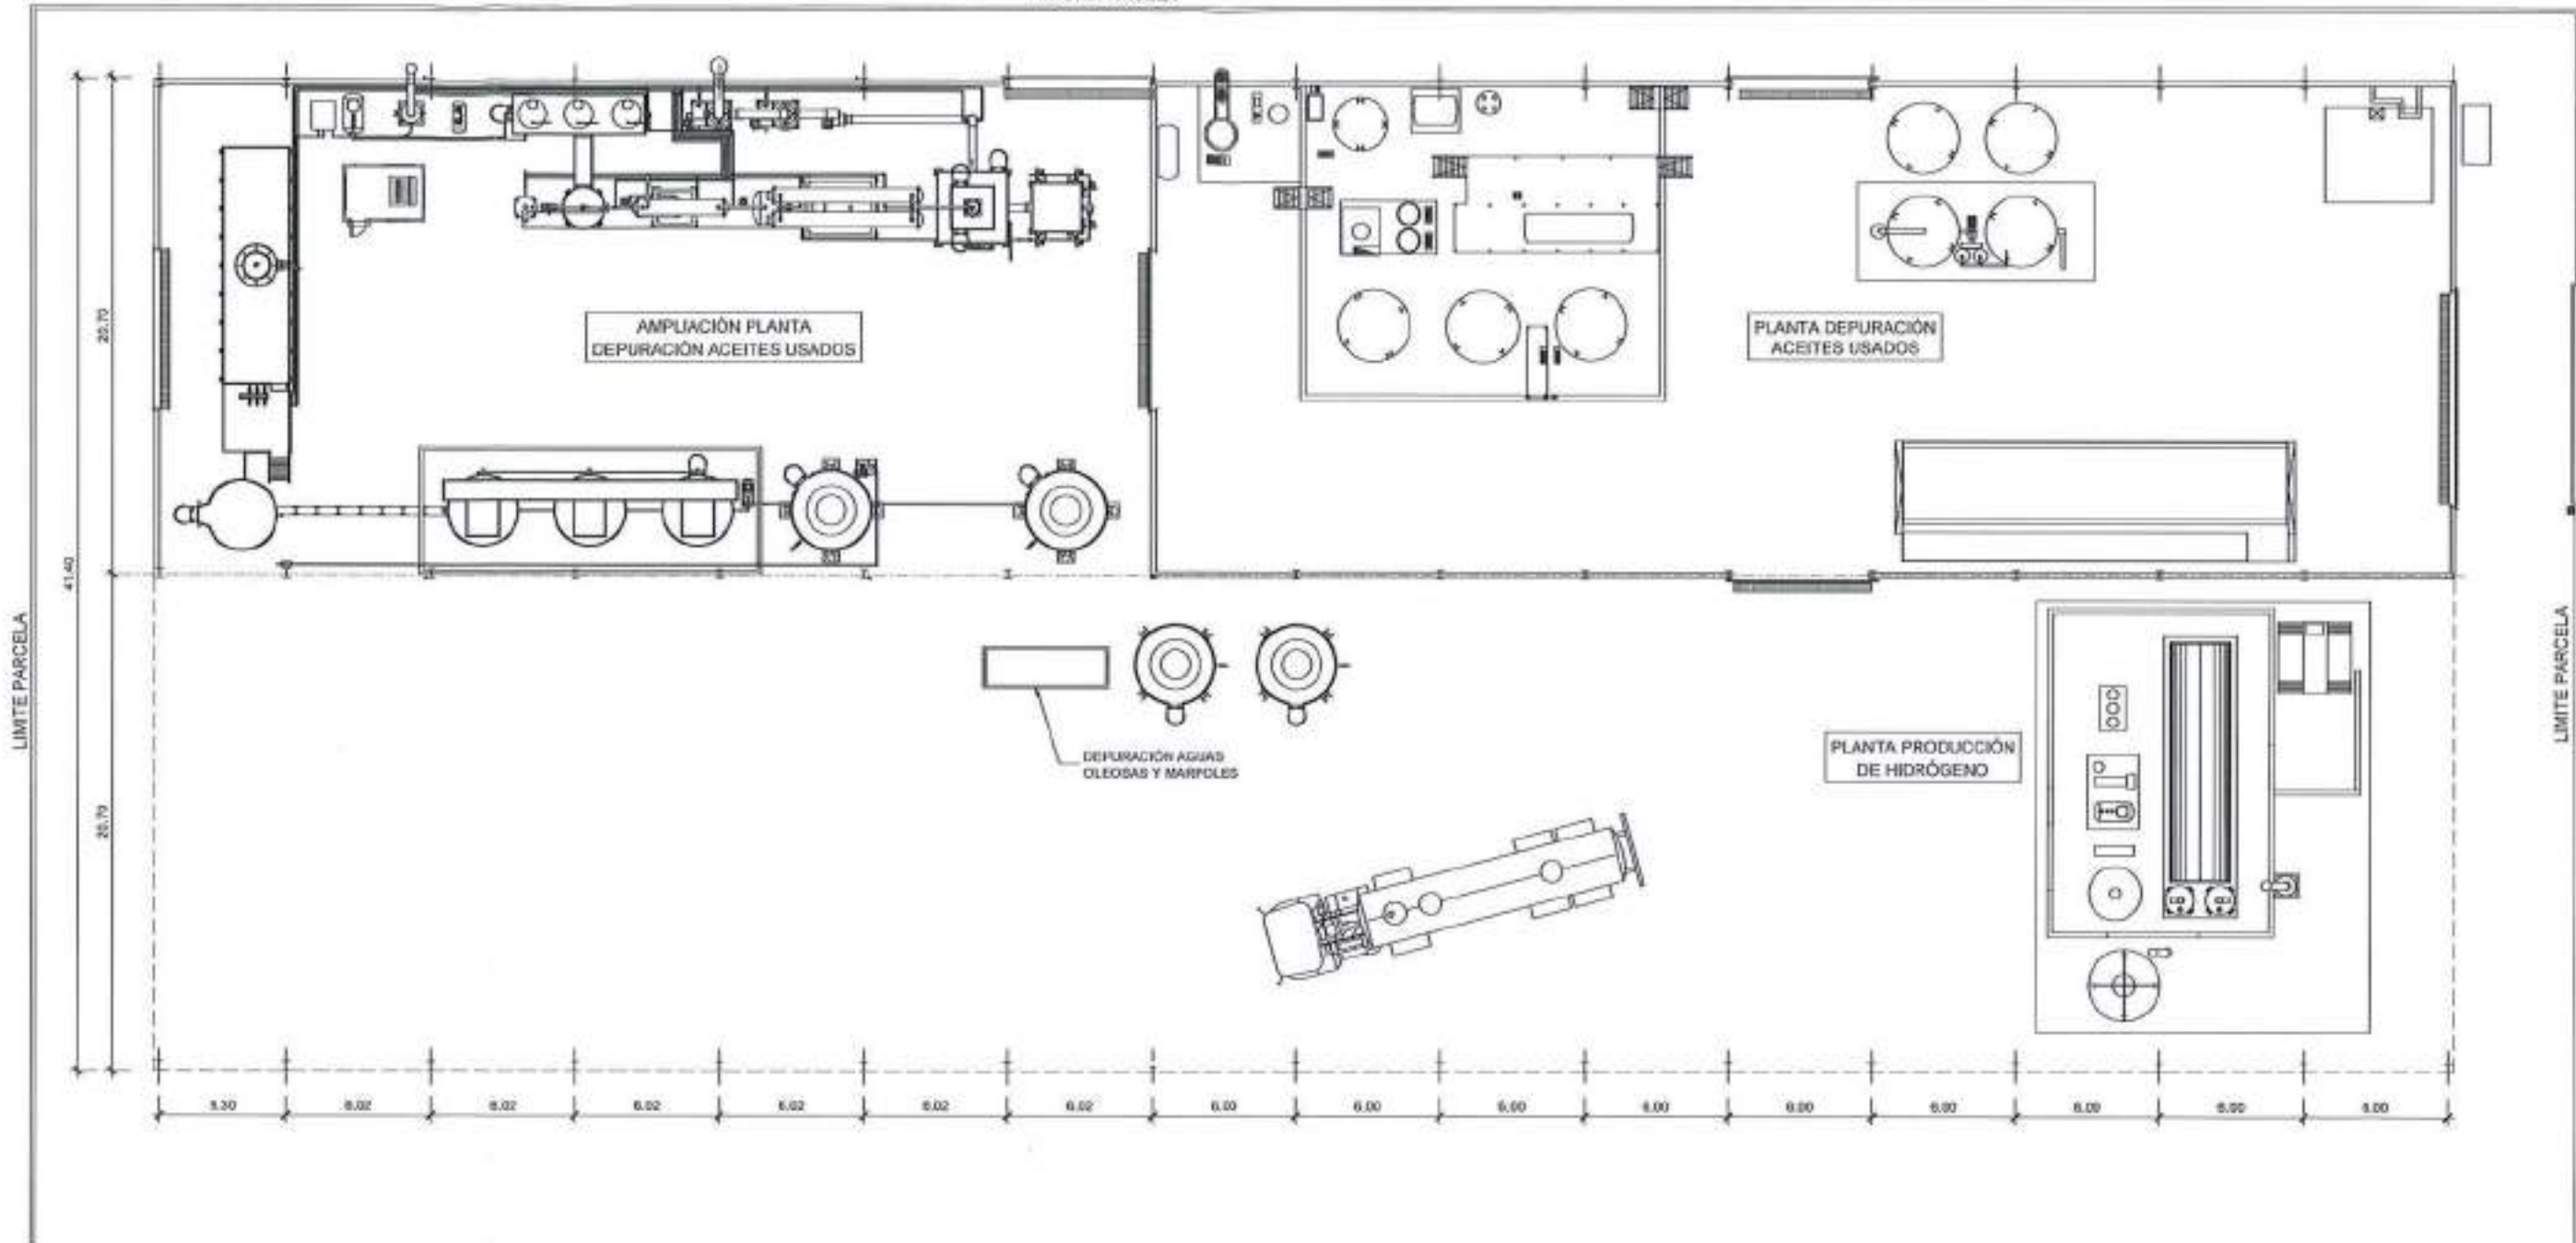 AMPLIACIÓN PLANTA
DEPURACIÓN ACEITES USADOS
PLANTA DEPURACIÓN
ACEITES USADOS
20.70
41.40
LIMITE PARCELA
LIMITE PARCELA
DEPURACIÓN AGUAS
OLEOSAS Y MARPOLES
PLANTA PRODUCCIÓN
DE HIDRÓGENO
20.70
5.30
6.02
6.02
6.02
6.02
6.02
6.02
6.00
6.00
6.00
6.00
6.00
6.00
6.00
6.00
6.00